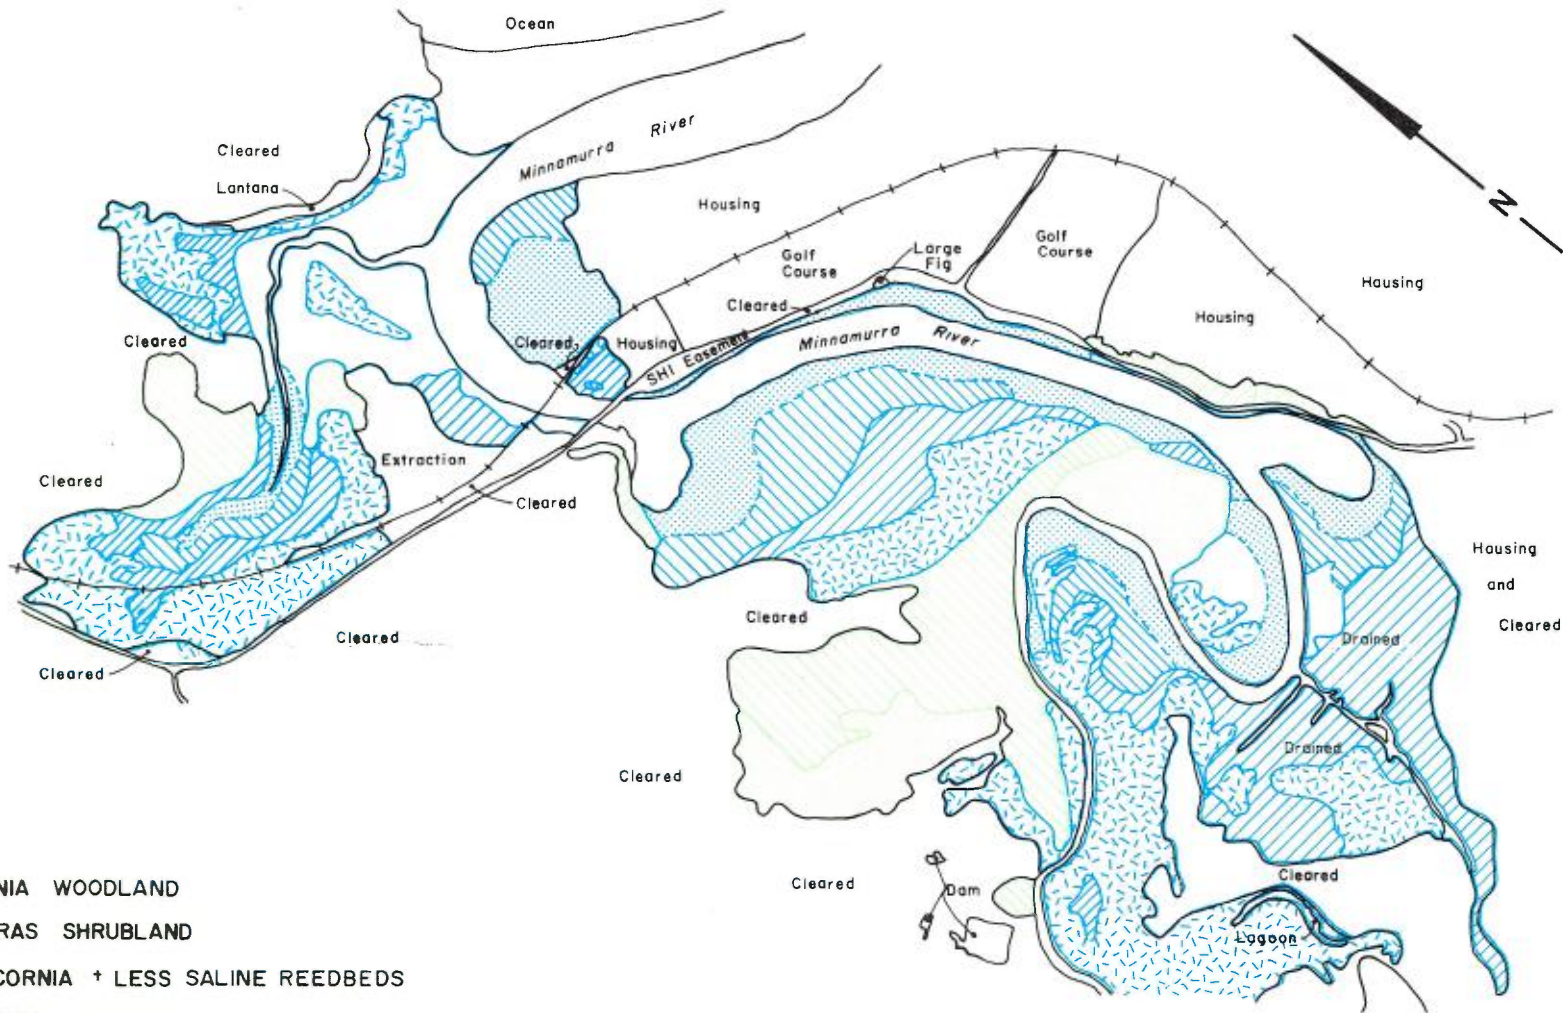 Ocean
Minnamurra River
Cleared
Lantana
Housing
Golf
Course
Large
Fig
Golf
Course
N
Housing
Housing
Cleared
Cleared
Cleared
Housing
SHI Easement
Minnamurra River
Extraction
Cleared
Cleared
Housing
and
Cleared
Cleared
Cleared
Cleared
Drained
Drained
Cleared
Cleared
Dam
Cleared
Lagoon
NIA WOODLAND
RAS SHRUBLAND
CORNIA + LESS SALINE REEDBEDS